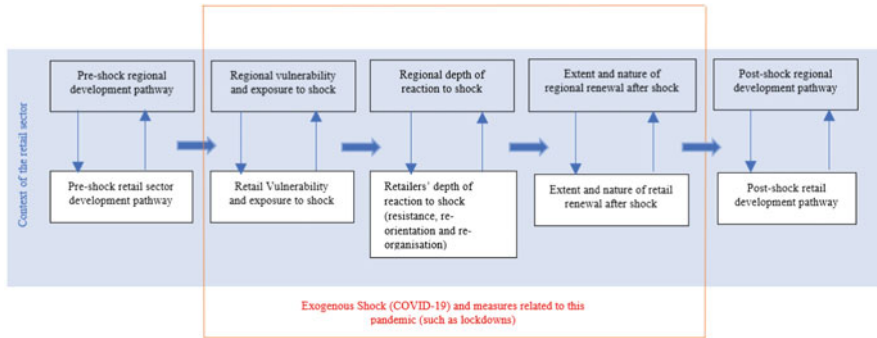 Context of the retail sector
Pre-shock regional
development pathway
Regional vulnerability
and exposure to shock
Regional depth of
reaction to shock
Extent and nature of
regional renewal after shock
Post-shock regional
development pathway
Pre-shock retail sector
development pathway
Retail Vulnerability
and exposure to shock
Retailers' depth of
reaction to shock
(resistance, re-
orientation and re-
organisation)
Extent and nature of retail
renewal after shock
Post-shock retail
development pathway
Exogenous Shock (COVID-19) and measures related to this
pandemic (such as lockdowns)